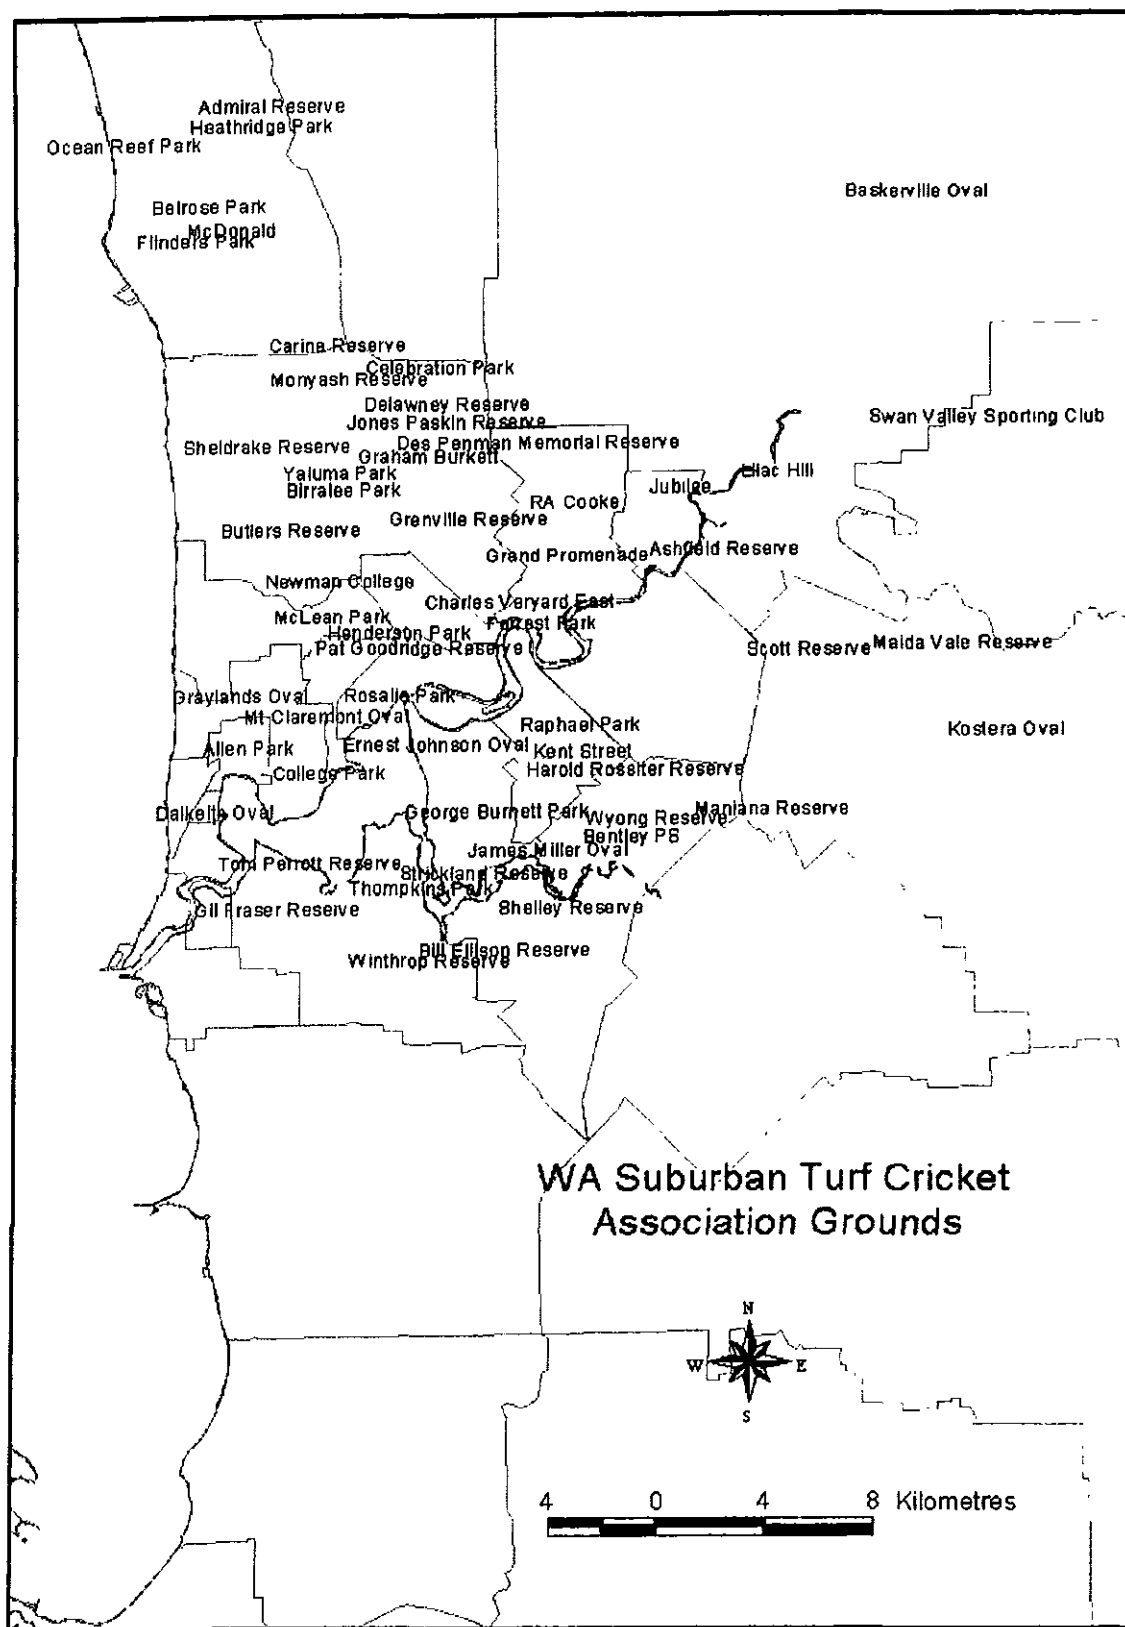 Admiral Reserve
Heathridge Park
Ocean Reef Park
Baskerville Oval
Belrose Park
McDonald
Flinders Park
Carina Reserve
Celebration Park
Monyash Reserve
Delawney Reserve
Swan Valley Sporting Club
Jones Paskin Reserve
Des Penman Memorial Reserve
Sheldrake Reserve
Graham Burkett
Lilac Hill
Yaluma Park
Jubilee
Birralee Park
RA Cooke
Grenville Reserve
Butlers Reserve
Grand Promenade
Ashfield Reserve
Newman College
Charles Veryard East
McLean Park
Forrest Park
Henderson Park
Pat Goodridge Reserve
Scott Reserve
Maida Vale Reserve
Graylands Oval
Rosalie Park
Mt Claremont Oval
Raphael Park
Kostera Oval
Allen Park
Ernest Johnson Oval
Kent Street
College Park
Harold Rossiter Reserve
Dalkeith Oval
George Burnett Park
Wyong Reserve
Maniana Reserve
Bentley PS
James Miller Oval
Tom Perrott Reserve
Strickland Reserve
Thompkins Park
Gil Fraser Reserve
Shelley Reserve
Bill Ellson Reserve
Winthrop Reserve
WA Suburban Turf Cricket
Association Grounds
N
W E
S
4 0 4 8 Kilometres